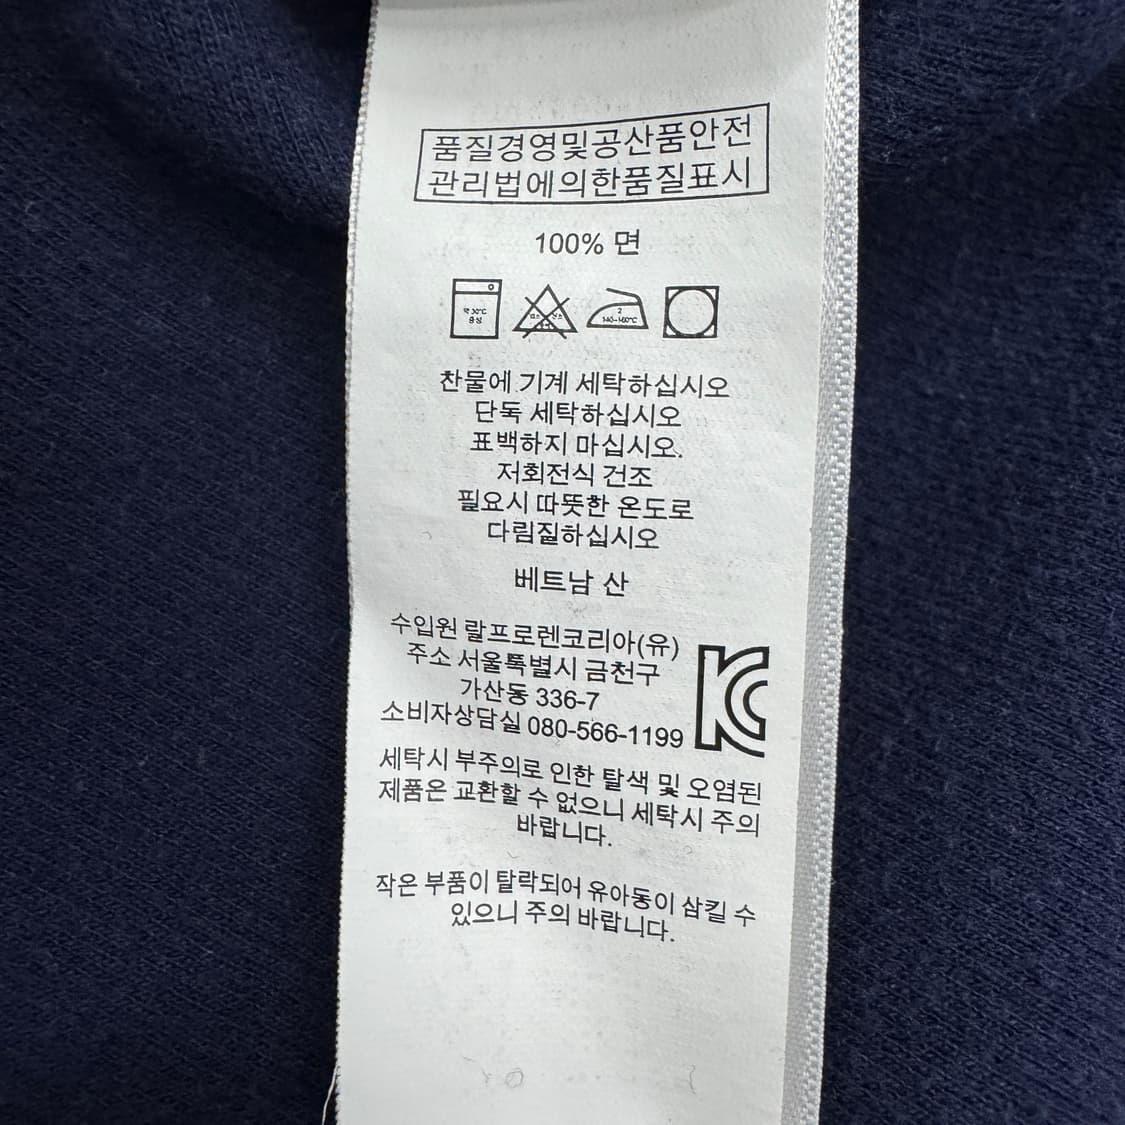 품질경영및공산품안전
관리법에의한품질표시
100% 면
약 30°C
중성
2
140~160°C
찬물에 기계 세탁하십시오
단독 세탁하십시오
표백하지 마십시오.
저회전식 건조
필요시 따뜻한 온도로
다림질하십시오
베트남 산
수입원 랄프로렌코리아(유)
주소 서울특별시 금천구
가산동 336-7
소비자상담실 080-566-1199
세탁시 부주의로 인한 탈색 및 오염된
제품은 교환할 수 없으니 세탁시 주의
바랍니다.
작은 부품이 탈락되어 유아동이 삼킬 수
있으니 주의 바랍니다.